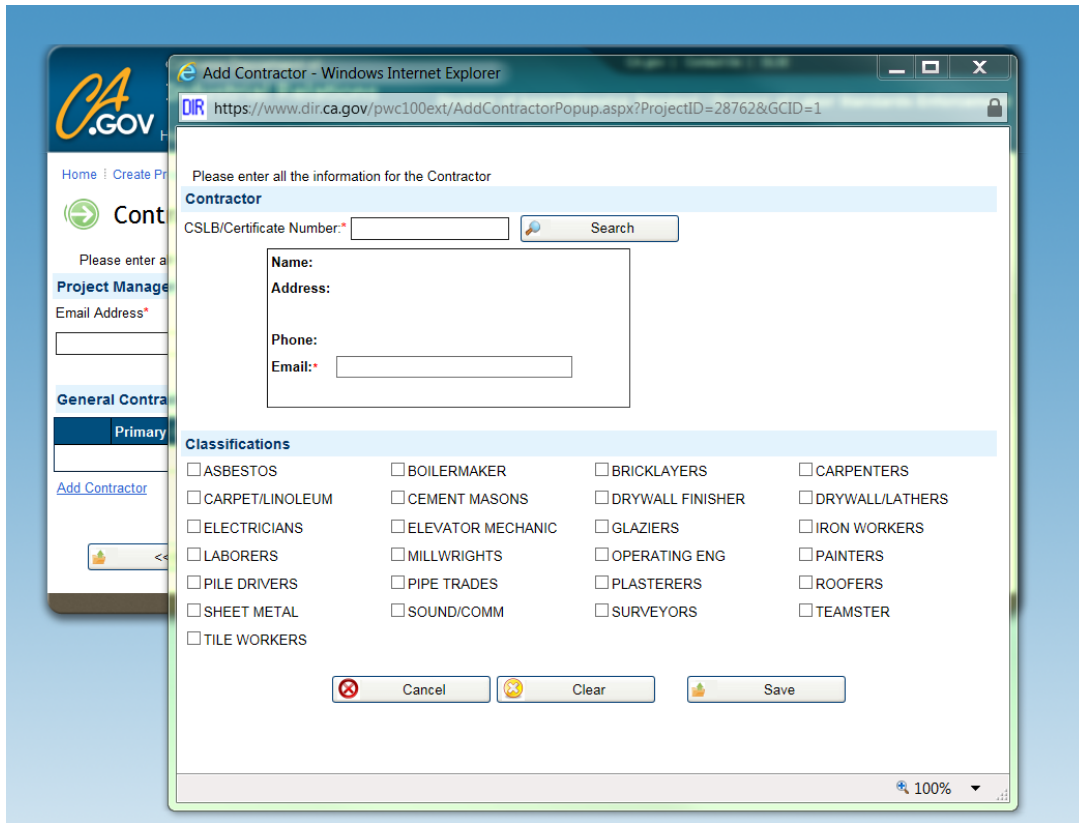 Add Contractor - Windows Internet Explorer
DIR https://www.dir.ca.gov/pwc100ext/AddContractorPopup.aspx?ProjectID=28762&GCID=1
CA
.GOV
Home Create Pr
Cont
Please enter a
Project Manage
Email Address*
General Contra
Primary
Add Contractor
<<
Please enter all the information for the Contractor
Contractor
CSLB/Certificate Number:* Search
Name:
Address:
Phone:
Email:*
Classifications
ASBESTOS BOILERMAKER BRICKLAYERS CARPENTERS
CARPET/LINOLEUM CEMENT MASONS DRYWALL FINISHER DRYWALL/LATHERS
ELECTRICIANS ELEVATOR MECHANIC GLAZIERS IRON WORKERS
LABORERS MILLWRIGHTS OPERATING ENG PAINTERS
PILE DRIVERS PIPE TRADES PLASTERERS ROOFERS
SHEET METAL SOUND/COMM SURVEYORS TEAMSTER
TILE WORKERS
Cancel Clear Save
100%